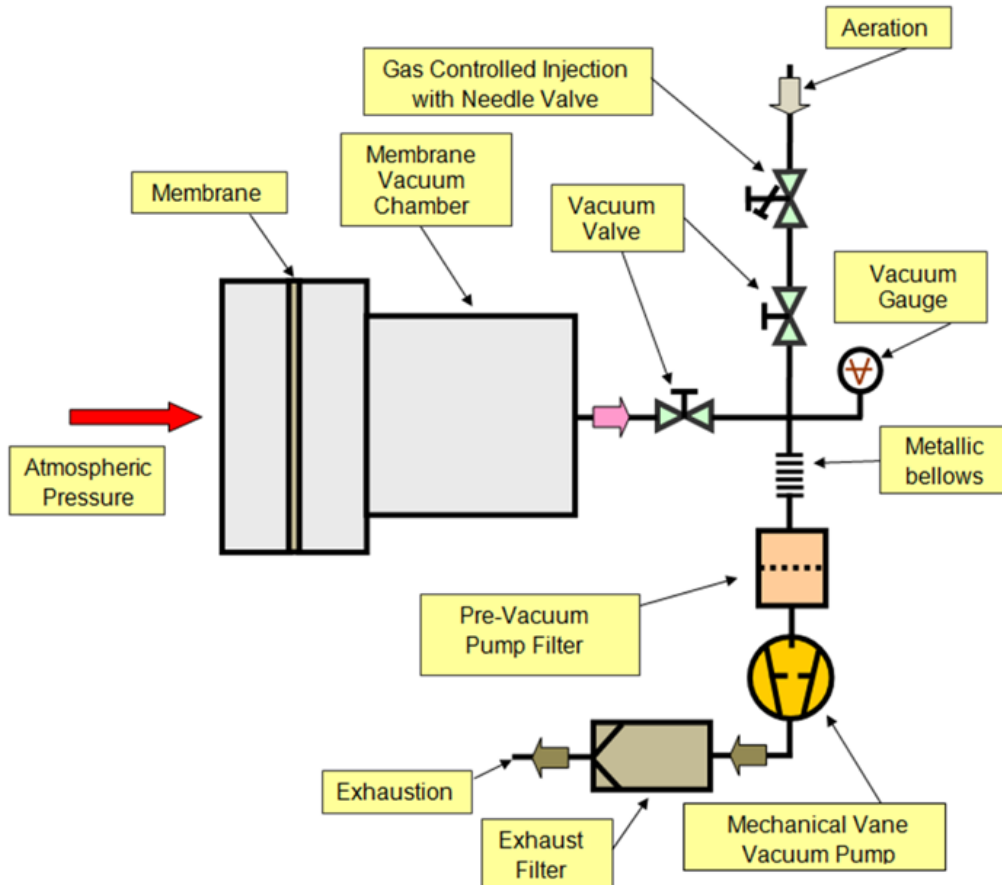 Aeration
Gas Controlled Injection
with Needle Valve
Membrane
Vacuum
Chamber
Membrane
Vacuum
Valve
Vacuum
Gauge
Atmospheric
Pressure
Metallic
bellows
Pre-Vacuum
Pump Filter
Exhaustion
Exhaust
Filter
Mechanical Vane
Vacuum Pump